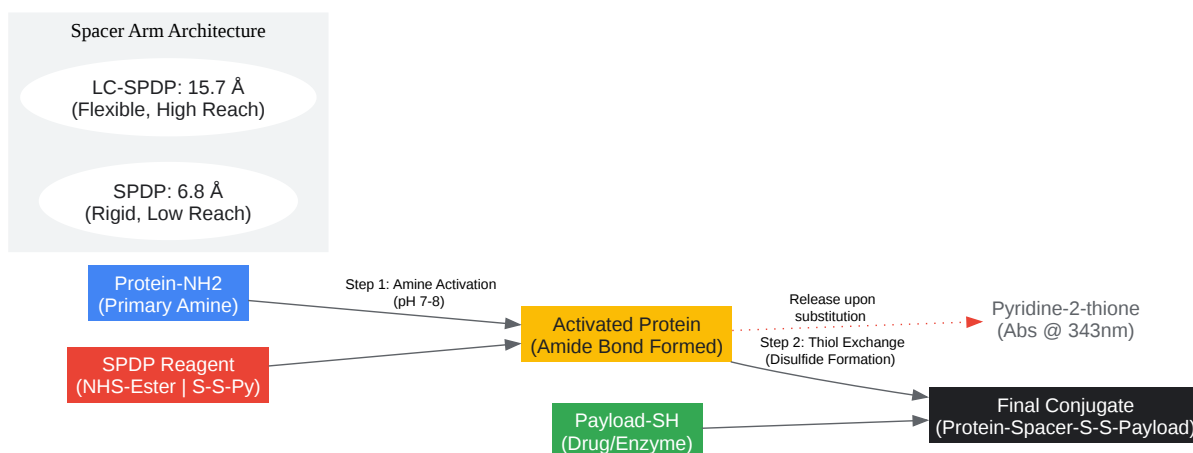 Spacer Arm Architecture
LC-SPDP: 15.7 Å
(Flexible, High Reach)
SPDP: 6.8 Å
(Rigid, Low Reach)
Protein-NH2
(Primary Amine)
Step 1: Amine Activation
(pH 7-8)
SPDP Reagent
(NHS-Ester | S-S-Py)
Activated Protein
(Amide Bond Formed)
Release upon
substitution
Pyridine-2-thione
(Abs @ 343nm)
Step 2: Thiol Exchange
(Disulfide Formation)
Payload-SH
(Drug/Enzyme)
Final Conjugate
(Protein-Spacer-S-S-Payload)